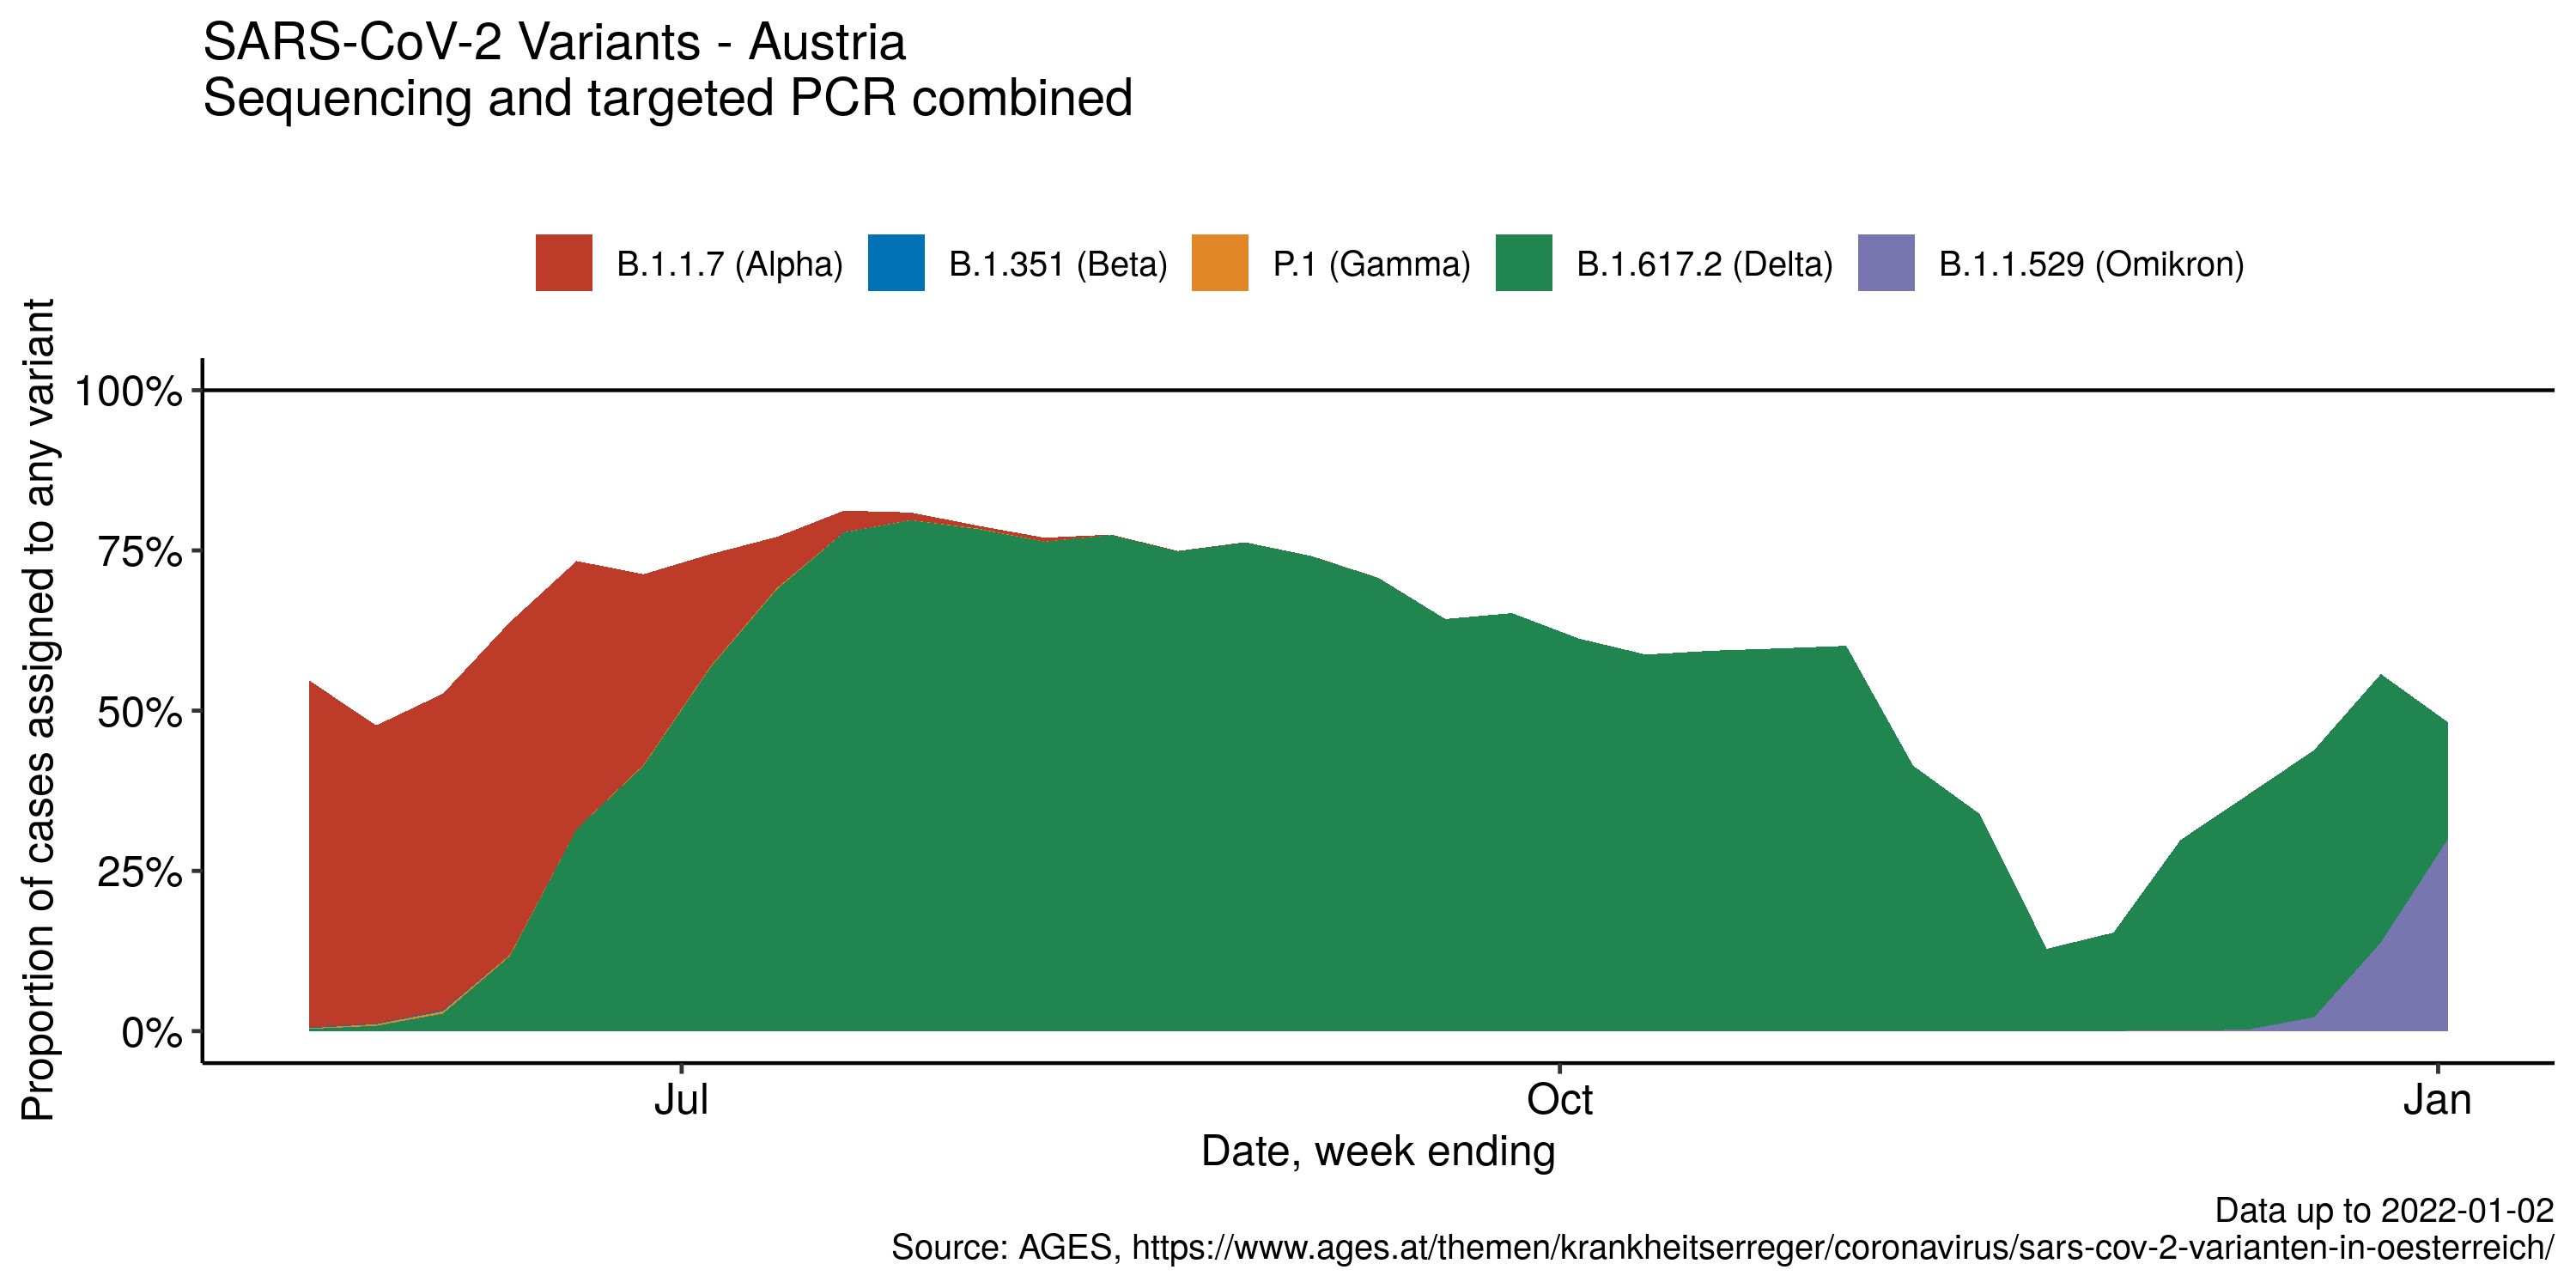 SARS-CoV-2 Variants - Austria
Sequencing and targeted PCR combined
B.1.1.7 (Alpha)
B.1.351 (Beta)
P.1 (Gamma)
B.1.617.2 (Delta)
B.1.1.529 (Omikron)
Proportion of cases assigned to any variant
100%
75%
50%
25%
0%
Jul
Oct
Jan
Date, week ending
Data up to 2022-01-02
Source: AGES, https://www.ages.at/themen/krankheitserreger/coronavirus/sars-cov-2-varianten-in-oesterreich/